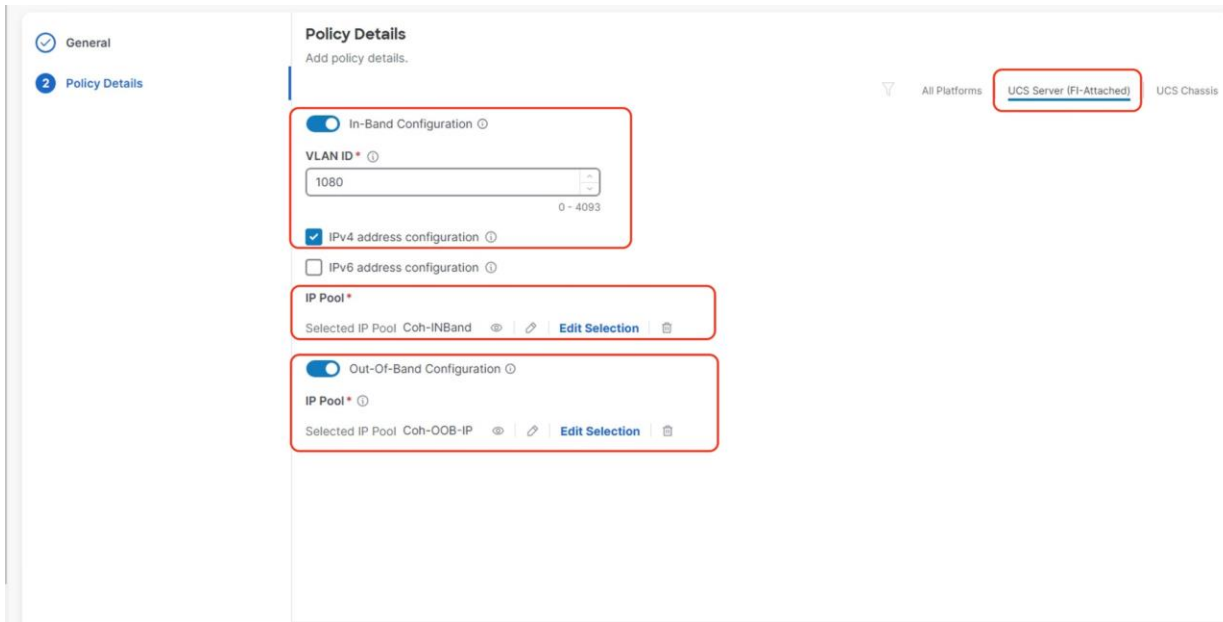 General
2 Policy Details
Policy Details
Add policy details.
All Platforms UCS Server (FI-Attached) UCS Chassis
In-Band Configuration
VLAN ID *
1080
0 - 4093
IPv4 address configuration
IPv6 address configuration
IP Pool *
Selected IP Pool Coh-INBand Edit Selection
Out-Of-Band Configuration
IP Pool *
Selected IP Pool Coh-OOB-IP Edit Selection